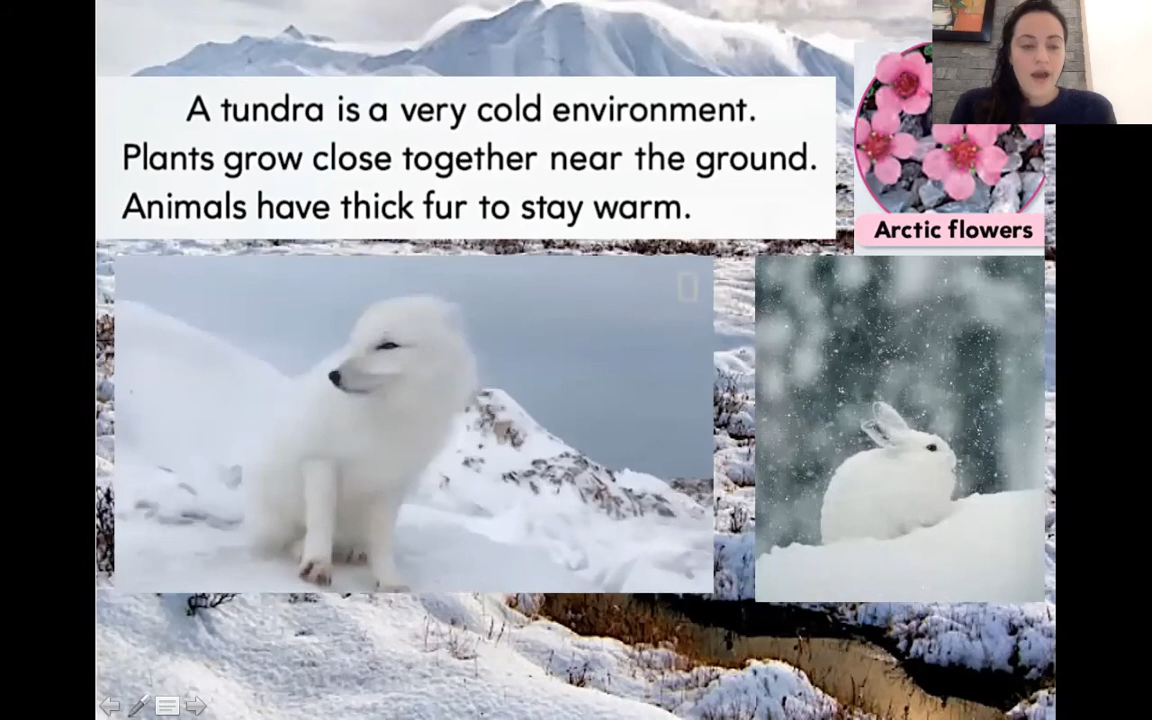 A tundra is a very cold environment.
Plants grow close together near the ground.
Animals have thick fur to stay warm.
Arctic flowers